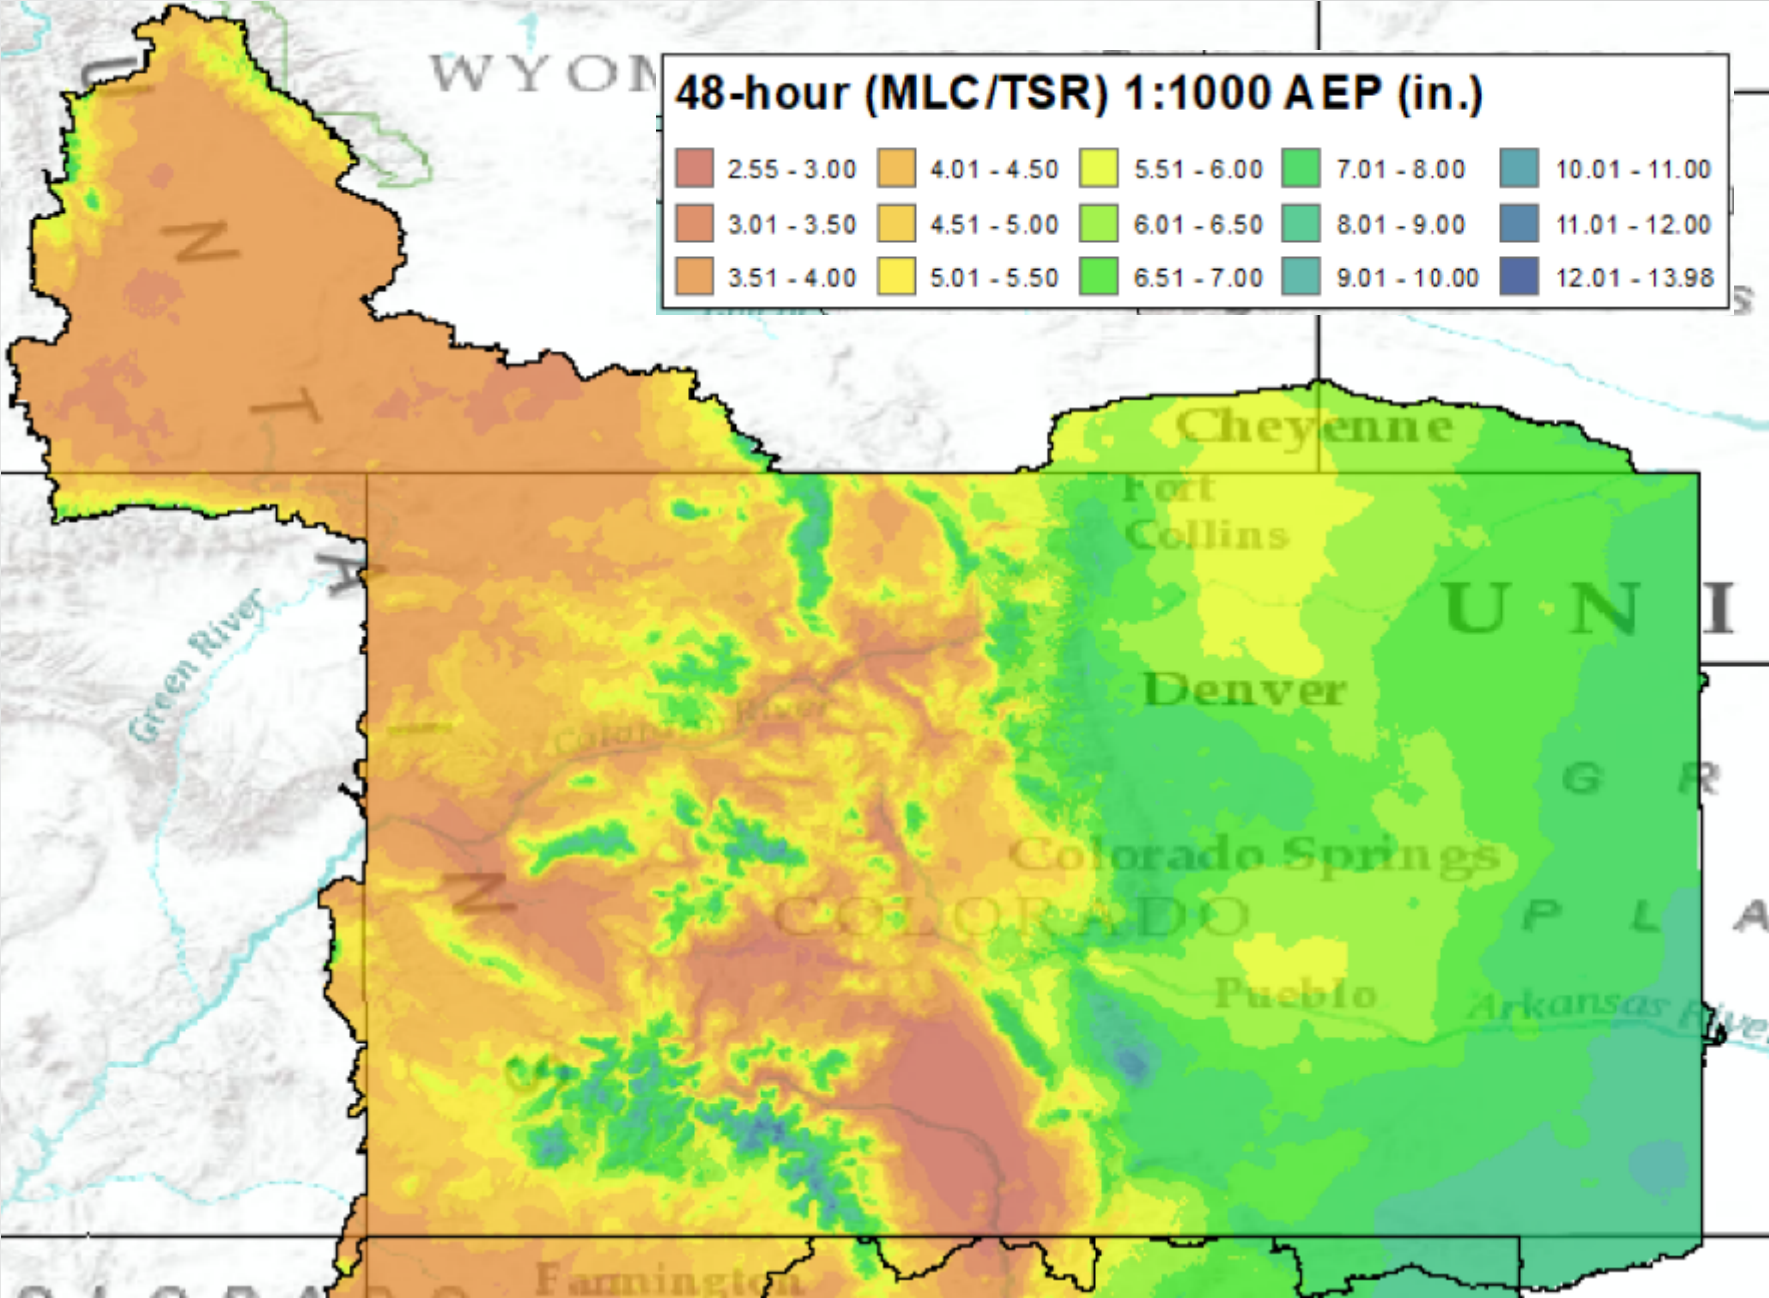 WYOM
48-hour (MLC/TSR) 1:1000 AEP (in.)
2.55 - 3.00 4.01 - 4.50 5.51 - 6.00 7.01 - 8.00 10.01 - 11.00
3.01 - 3.50 4.51 - 5.00 6.01 - 6.50 8.01 - 9.00 11.01 - 12.00
3.51 - 4.00 5.01 - 5.50 6.51 - 7.00 9.01 - 10.00 12.01 - 13.98
U
N
T
A
I
N
s
Cheyenne
Fort
Collins
U N I
Green River
Denver
Colorado River
G R
Colorado Springs
COLORADO
P L A
Pueblo
Arkansas River
Farmington